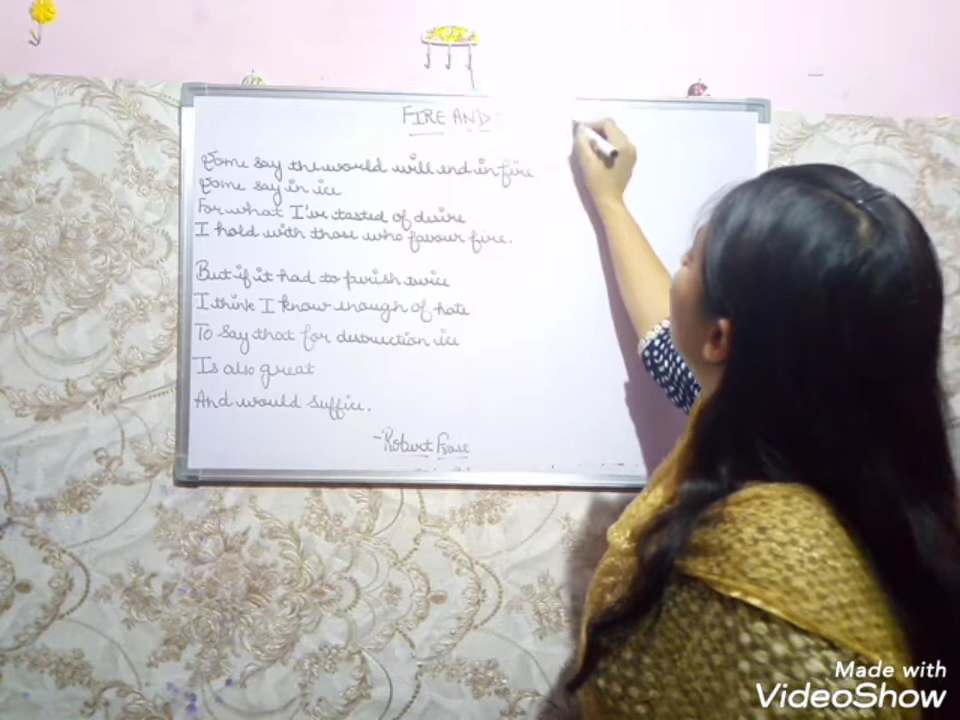 FIRE AND
Some say the world will end in fire
Some say in ice
For what I've tasted of desire
I hold with those who favour fire.
But if it had to perish twice
I think I know enough of hate
To say that for destruction ice
Is also great
And would suffice.
-Robert Frost
Made with
VideoShow